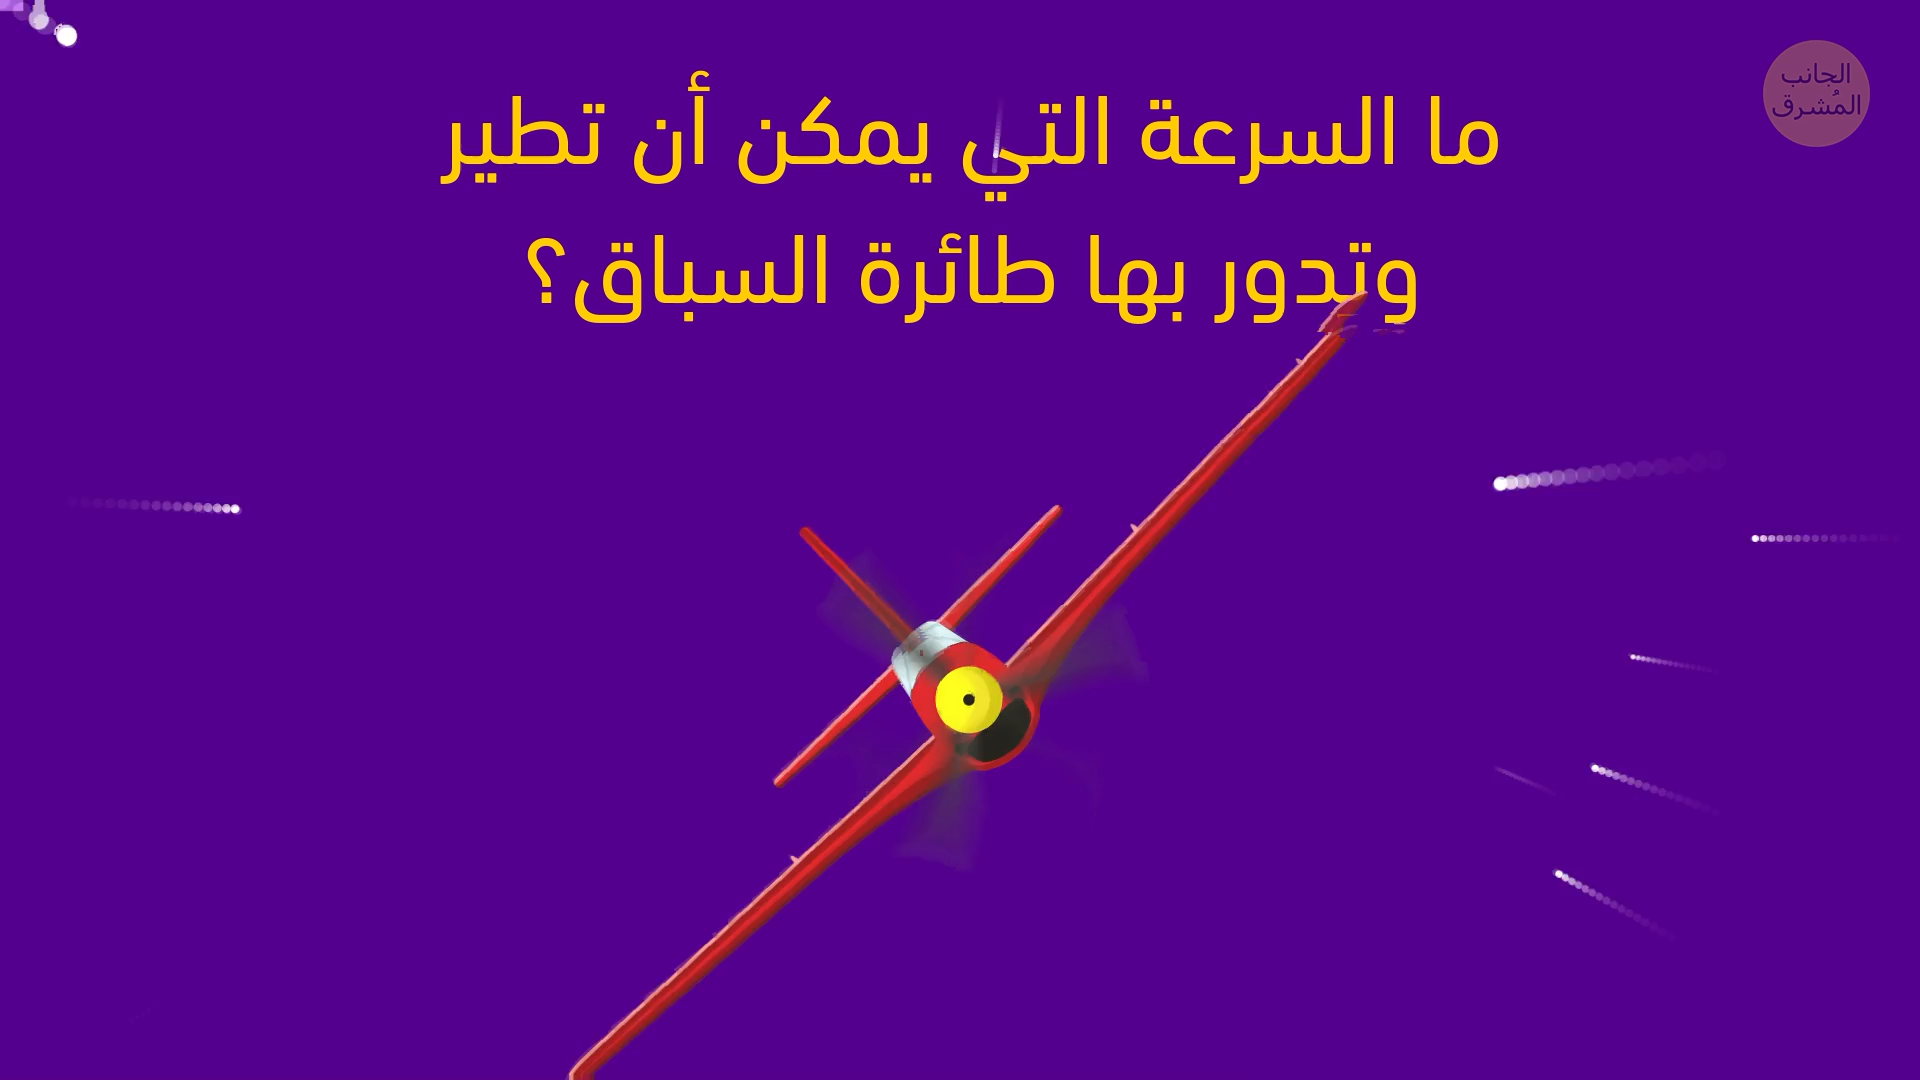 ما السرعة التي يمكن أن تطير
وتدور بها طائرة السباق؟
الجانب
المُشرق